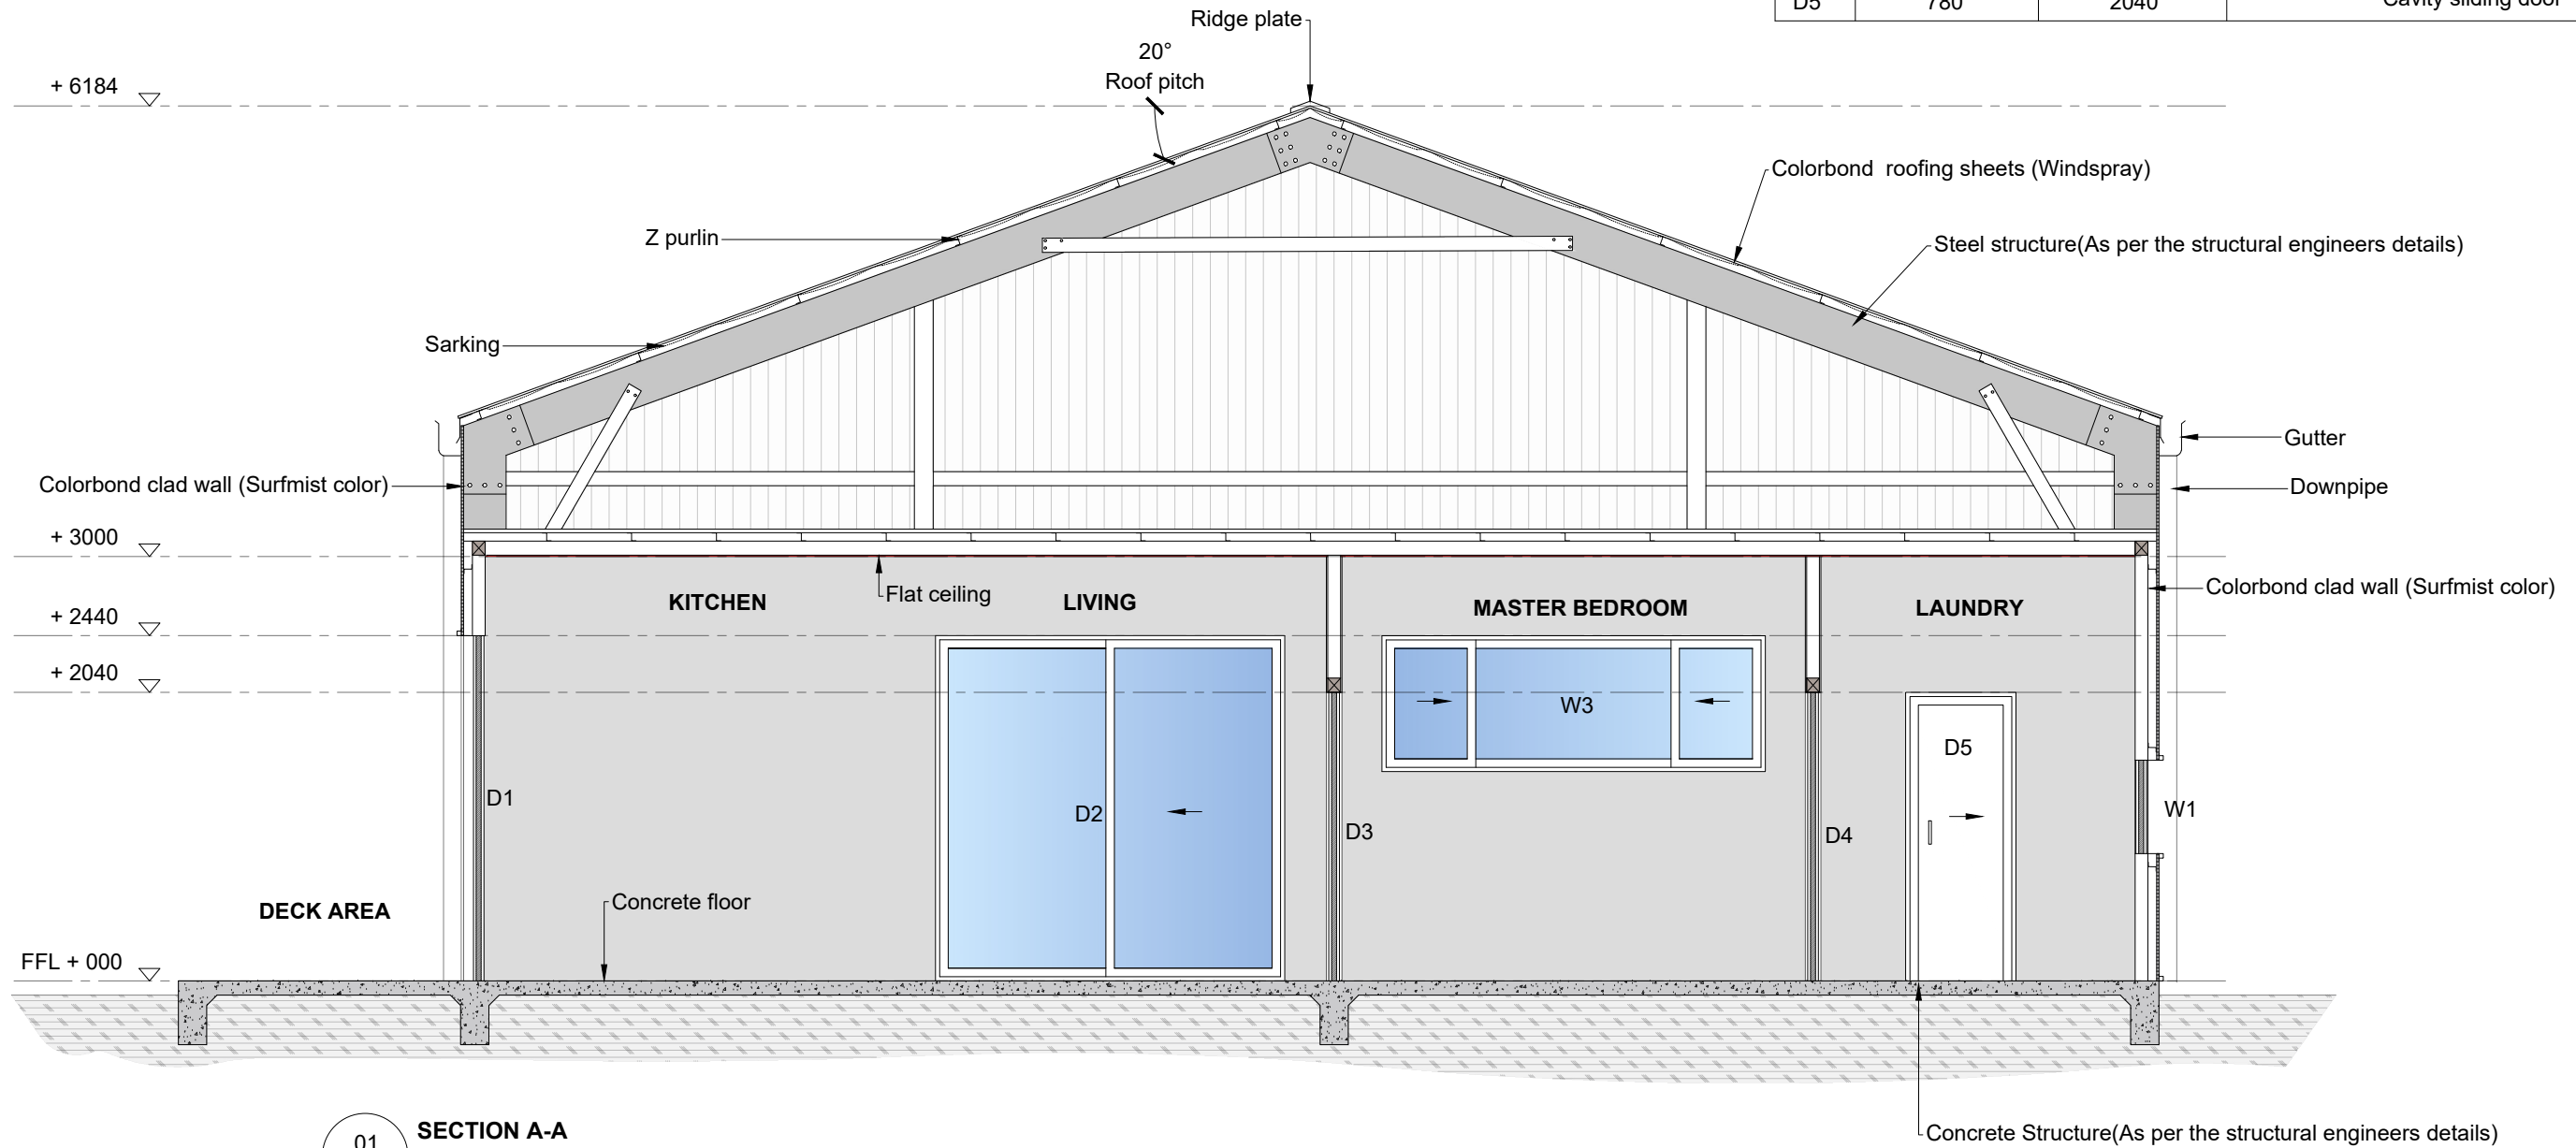 D5 780 2040 Cavity sliding door
Ridge plate
20°
Roof pitch
+ 6184
Colorbond  roofing sheets (Windspray)
Z purlin
Steel structure(As per the structural engineers details)
Sarking
Gutter
Colorbond clad wall (Surfmist color)
Downpipe
+ 3000
Flat ceiling
Colorbond clad wall (Surfmist color)
KITCHEN
LIVING
MASTER BEDROOM
LAUNDRY
+ 2440
+ 2040
W3
D5
D1
D2
W1
D3
D4
Concrete floor
DECK AREA
FFL + 000
01
SECTION A-A
Concrete Structure(As per the structural engineers details)